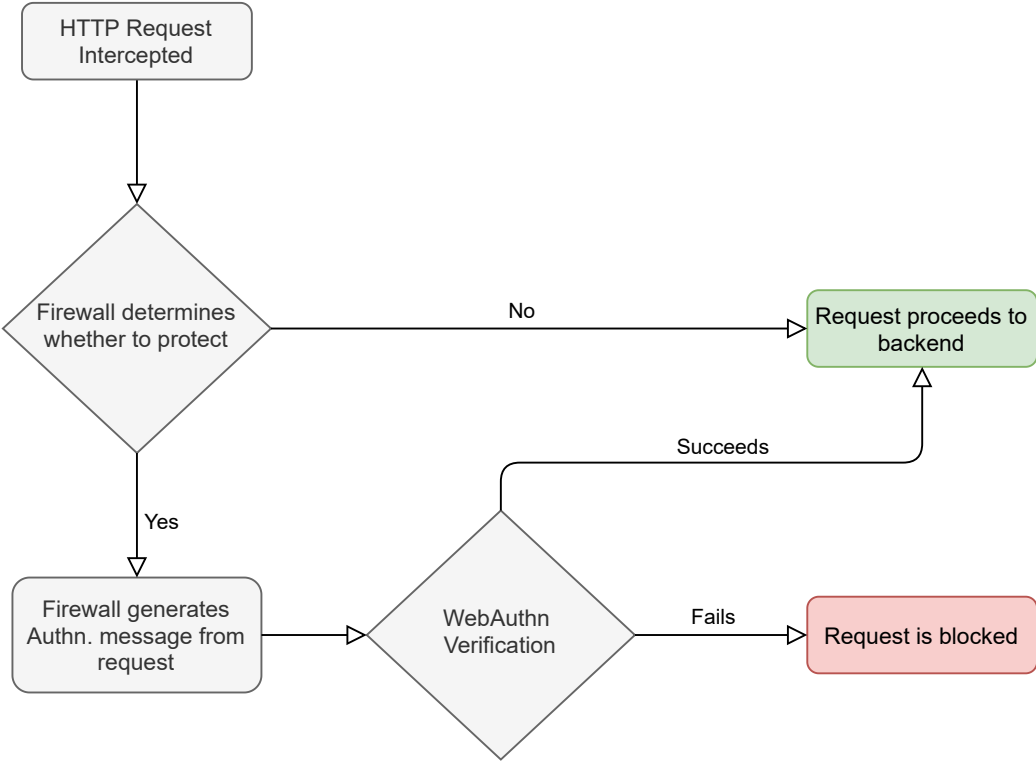 HTTP Request
Intercepted
Firewall determines
whether to protect
No
Request proceeds to
backend
Succeeds
Yes
Firewall generates
Authn. message from
request
WebAuthn
Verification
Fails
Request is blocked